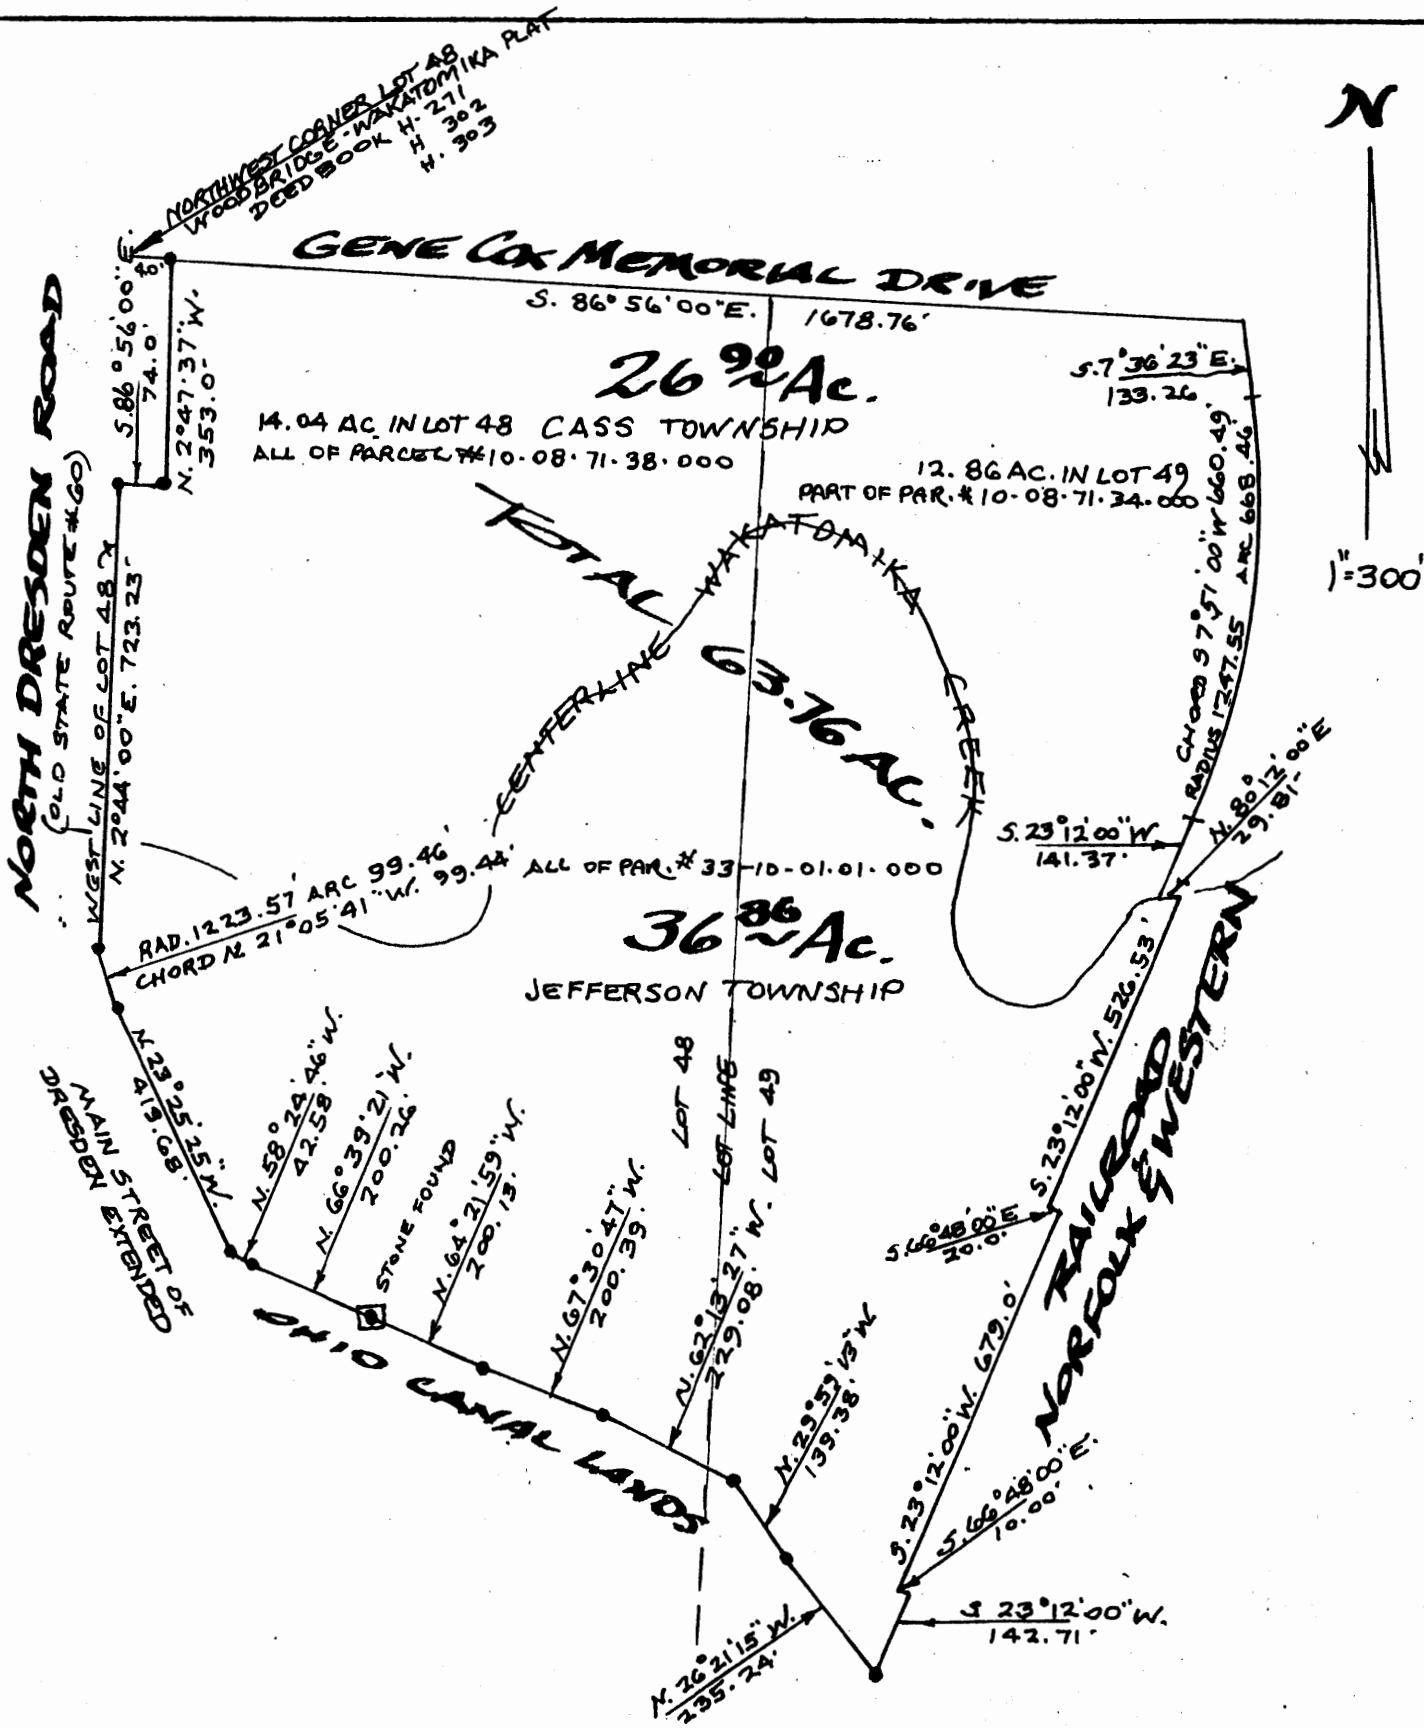 NORTHWEST CORNER LOT 48
WOODBRIDGE-WAKATOMIKA PLAT
DEED BOOK H-271
H 302
H. 303
N
1"=300'
GENE COX MEMORIAL DRIVE
40'
S. 86°56'00"E. 1678.76'
S.86°56'00"E.
74.0'
N.2°47'37"W.
353.0'
26 90 Ac.
14.04 AC. IN LOT 48 CASS TOWNSHIP
ALL OF PARCEL #10-08-71-38-000
12.86 AC. IN LOT 49
PART OF PAR.#10-08-71-34-000
S.7°36'23"E.
133.26
CHORD S 7°51'00"W 660.49'
RADIUS 1247.55 ARC 668.46'
NORTH DRESDEN ROAD
(OLD STATE ROUTE #60)
WEST LINE OF LOT 48
N. 2°44'00"E. 723.23'
TOTAL 63.76 AC.
CENTERLINE WAKATOMIKA CREEK
N. 80°12'00"E
29.81'
S. 23°12'00"W.
141.37'
RAD. 1223.57' ARC 99.46'
CHORD N 21°05'41"W. 99.44'
ALL OF PAR.#33-10-01-01-000
36 86 Ac.
JEFFERSON TOWNSHIP
LOT 48
LOT LINE
LOT 49
S. 23°12'00"W. 526.53'
RAILROAD
NORFOLK & WESTERN
N. 23°25'25"W.
419.68'
MAIN STREET OF
DRESDEN EXTENDED
N. 58°24'46"W.
42.58'
N. 66°39'21"W.
200.26'
STONE FOUND
N. 64°21'59"W.
200.13'
N. 67°30'47"W.
200.39'
N. 62°13'27"W.
229.08'
N. 29°59'13"W.
139.38'
S. 66°48'00"E
20.0'
S. 23°12'00"W. 679.0'
S. 66°48'00"E.
10.00'
OHIO CANAL LANDS
S 23°12'00"W.
142.71'
N. 26°21'15"W.
235.24'